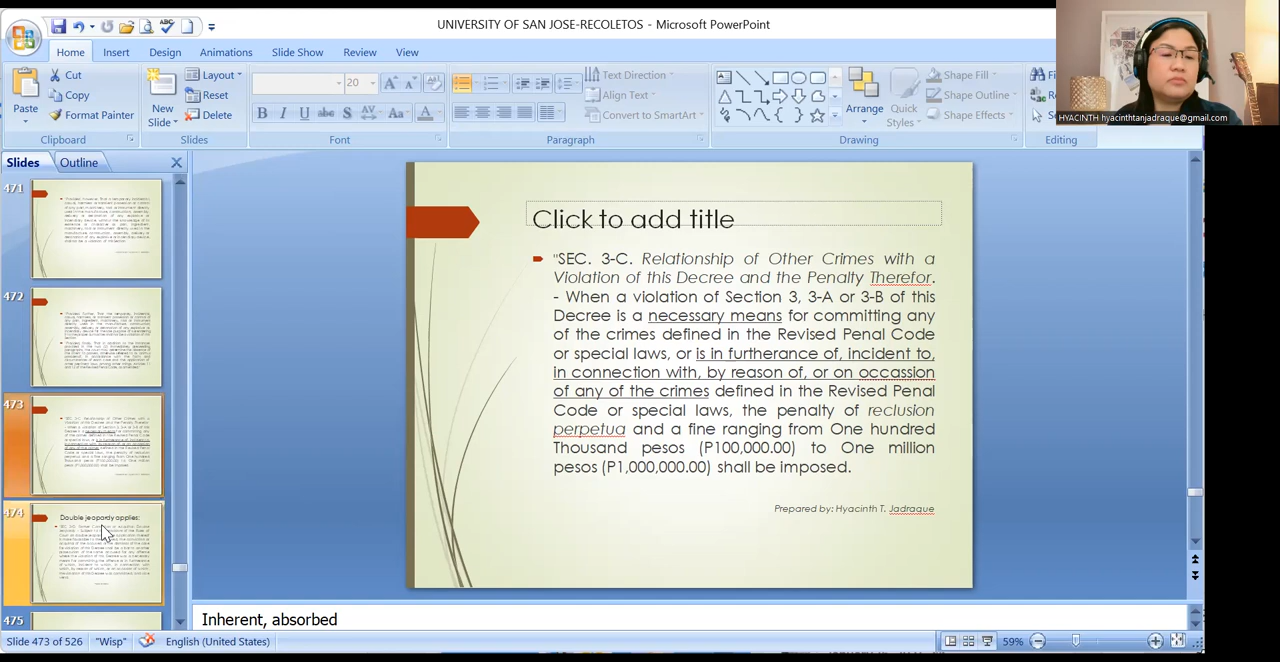 UNIVERSITY OF SAN JOSE-RECOLETOS - Microsoft PowerPoint
Home Insert Design Animations Slide Show Review View
Paste
Cut
Copy
Format Painter
Clipboard
New
Slide
Layout
Reset
Delete
Slides
20
Font
Text Direction
Align Text
Convert to SmartArt
Paragraph
Arrange
Quick
Styles
Shape Fill
Shape Outline
Shape Effects
Drawing
Editing
HYACINTH hyacinthtanjadraque@gmail.com
Slides Outline
471
472
473
474
Double jeopardy applies:
475
Click to add title
"SEC. 3-C. Relationship of Other Crimes with a
Violation of this Decree and the Penalty Therefor.
- When a violation of Section 3, 3-A or 3-B of this
Decree is a necessary means for committing any
of the crimes defined in the Revised Penal Code
or special laws, or is in furtherance of, incident to,
in connection with, by reason of, or on occassion
of any of the crimes defined in the Revised Penal
Code or special laws, the penalty of reclusion
perpetua and a fine ranging from One hundred
Thousand pesos (P100,000.00) to One million
pesos (P1,000,000.00) shall be imposed.
Prepared by: Hyacinth T. Jadraque
Inherent, absorbed
Slide 473 of 526 "Wisp" English (United States) 59%